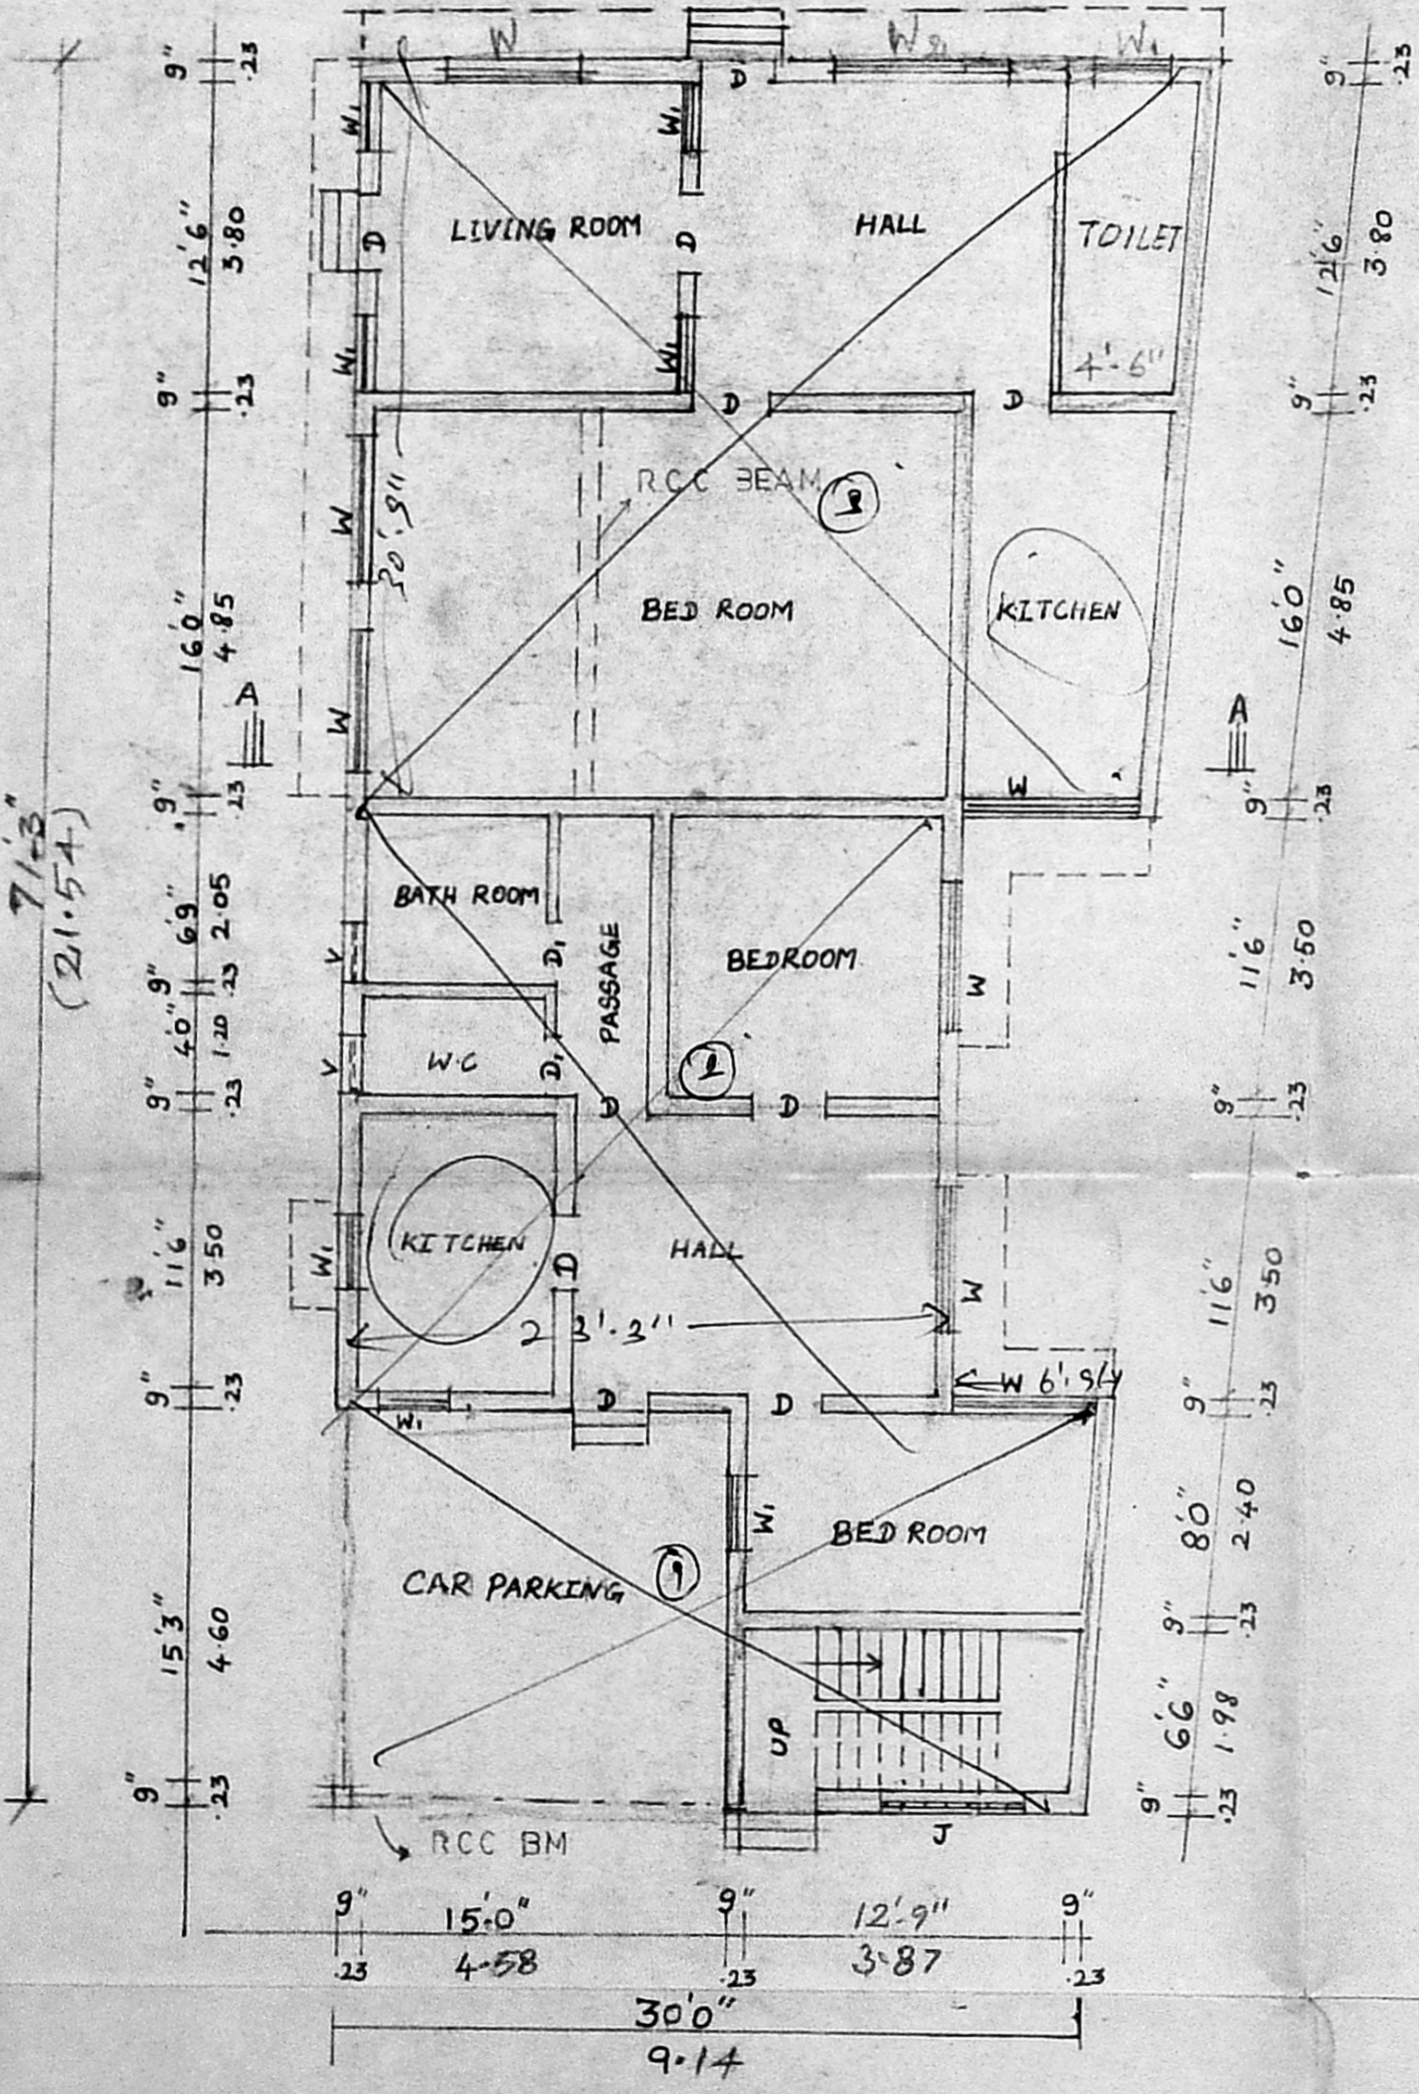 W
W2
W1
9"
.23
D
9"
.23
W1
W1
12'6"
3.80
D
LIVING ROOM
D
HALL
TOILET
12'6"
3.80
W1
W1
4'-6"
9"
.23
D
D
9"
.23
W
30'-9"
RCC BEAM
16'0"
4.85
BED ROOM
KITCHEN
16'0"
4.85
A
W
A
71'-3"
(21.54)
9"
.23
W
9"
.23
6'9"
2.05
BATH ROOM
V
D1
PASSAGE
BEDROOM
W
11'6"
3.50
9"
.23
4'0"
1.20
V
W.C
D1
1
9"
.23
D
D
9"
.23
11'6"
3.50
W1
KITCHEN
D
HALL
W
11'6"
3.50
23'-3"
9"
.23
W1
D
D
W
9"
.23
W1
BED ROOM
8'0"
2.40
CAR PARKING
15'3"
4.60
9"
.23
UP
6'6"
1.98
9"
.23
J
9"
.23
RCC BM
9"
15'-0"
9"
12'-9"
9"
.23
4.58
.23
3.87
.23
30'0"
9.14